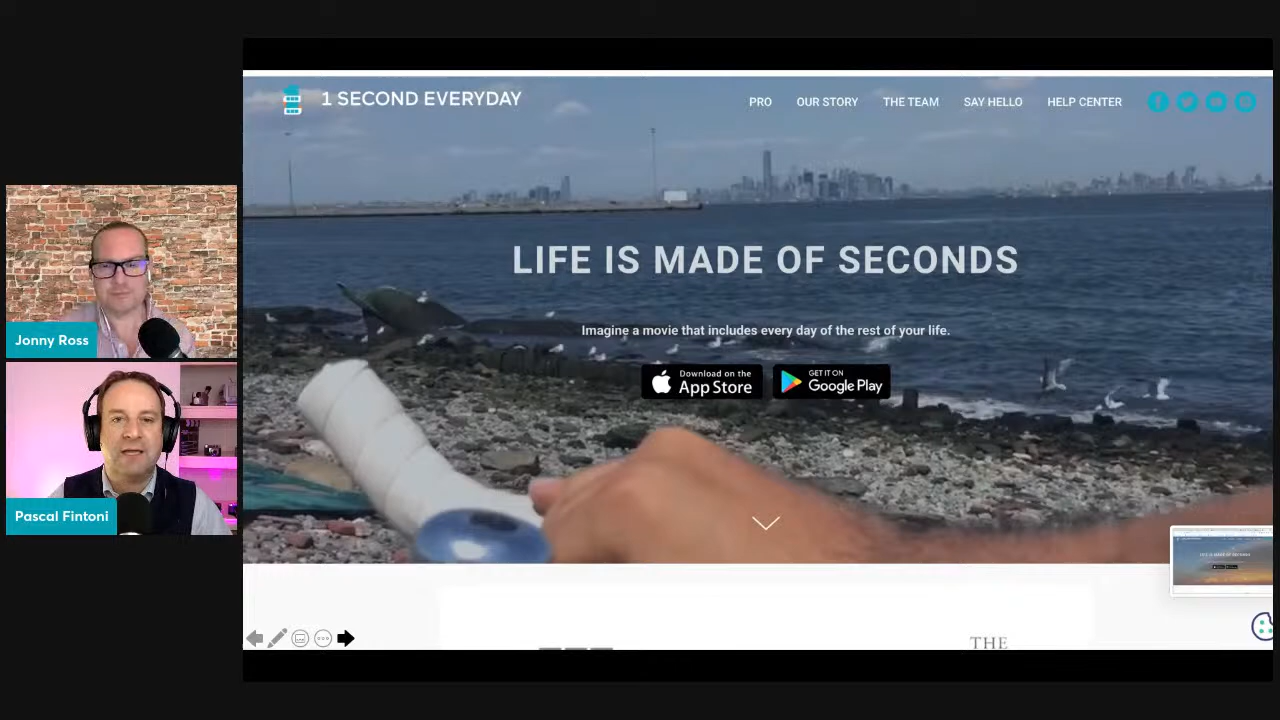 1 SECOND EVERYDAY
PRO OUR STORY THE TEAM SAY HELLO HELP CENTER
LIFE IS MADE OF SECONDS
Imagine a movie that includes every day of the rest of your life.
Download on the
App Store
GET IT ON
Google Play
Jonny Ross
Pascal Fintoni
THE